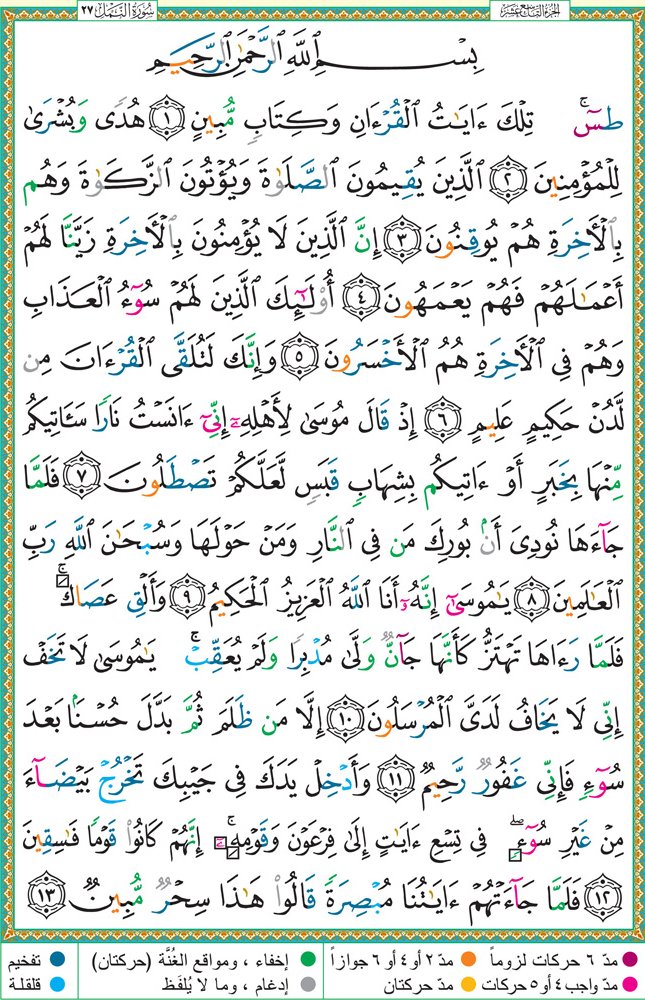 الجزء التاسع عشر
سُورَةُ النَّمْل ٢٧
بِسْمِ ٱللَّهِ ٱلرَّحْمَٰنِ ٱلرَّحِيمِ
طسٓۚ تِلْكَ ءَايَٰتُ ٱلْقُرْءَانِ وَكِتَابٍ مُّبِينٍ ١ هُدًى وَبُشْرَىٰ
لِلْمُؤْمِنِينَ ٢ ٱلَّذِينَ يُقِيمُونَ ٱلصَّلَوٰةَ وَيُؤْتُونَ ٱلزَّكَوٰةَ وَهُم
بِٱلْأَخِرَةِ هُمْ يُوقِنُونَ ٣ إِنَّ ٱلَّذِينَ لَا يُؤْمِنُونَ بِٱلْأَخِرَةِ زَيَّنَّا لَهُمْ
أَعْمَٰلَهُمْ فَهُمْ يَعْمَهُونَ ٤ أُوْلَٰٓئِكَ ٱلَّذِينَ لَهُمْ سُوٓءُ ٱلْعَذَابِ
وَهُمْ فِي ٱلْأَخِرَةِ هُمُ ٱلْأَخْسَرُونَ ٥ وَإِنَّكَ لَتُلَقَّى ٱلْقُرْءَانَ مِن
لَّدُنْ حَكِيمٍ عَلِيمٍ ٦ إِذْ قَالَ مُوسَىٰ لِأَهْلِهِۦٓ إِنِّيٓ ءَانَسْتُ نَارًا سَـَٔاتِيكُم
مِّنْهَا بِخَبَرٍ أَوْ ءَاتِيكُم بِشِهَابٍ قَبَسٍ لَّعَلَّكُمْ تَصْطَلُونَ ٧ فَلَمَّا
جَآءَهَا نُودِيَ أَنۢ بُورِكَ مَن فِي ٱلنَّارِ وَمَنْ حَوْلَهَا وَسُبْحَٰنَ ٱللَّهِ رَبِّ
ٱلْعَٰلَمِينَ ٨ يَٰمُوسَىٰٓ إِنَّهُۥٓ أَنَا ٱللَّهُ ٱلْعَزِيزُ ٱلْحَكِيمُ ٩ وَأَلْقِ عَصَاكَۚ
فَلَمَّا رَءَاهَا تَهْتَزُّ كَأَنَّهَا جَآنٌّ وَلَّىٰ مُدْبِرًا وَلَمْ يُعَقِّبْۚ يَٰمُوسَىٰ لَا تَخَفْ
إِنِّي لَا يَخَافُ لَدَيَّ ٱلْمُرْسَلُونَ ١٠ إِلَّا مَن ظَلَمَ ثُمَّ بَدَّلَ حُسْنًۢا بَعْدَ
سُوٓءٍ فَإِنِّي غَفُورٌ رَّحِيمٌ ١١ وَأَدْخِلْ يَدَكَ فِي جَيْبِكَ تَخْرُجْ بَيْضَآءَ
مِنْ غَيْرِ سُوٓءٍۖ فِي تِسْعِ ءَايَٰتٍ إِلَىٰ فِرْعَوْنَ وَقَوْمِهِۦٓۚ إِنَّهُمْ كَانُوا۟ قَوْمًا فَٰسِقِينَ
١٢ فَلَمَّا جَآءَتْهُمْ ءَايَٰتُنَا مُبْصِرَةً قَالُوا۟ هَٰذَا سِحْرٌ مُّبِينٌ ١٣
مدّ ٦ حركات لزوماً مدّ ٢ أو ٤ أو ٦ جوازاً إخفاء ، ومواقع الغُنَّة (حركتان) تفخيم
مدّ واجب ٤ أو ٥ حركات مدّ حركتان إدغام ، وما لا يُلفَظ قلقلة